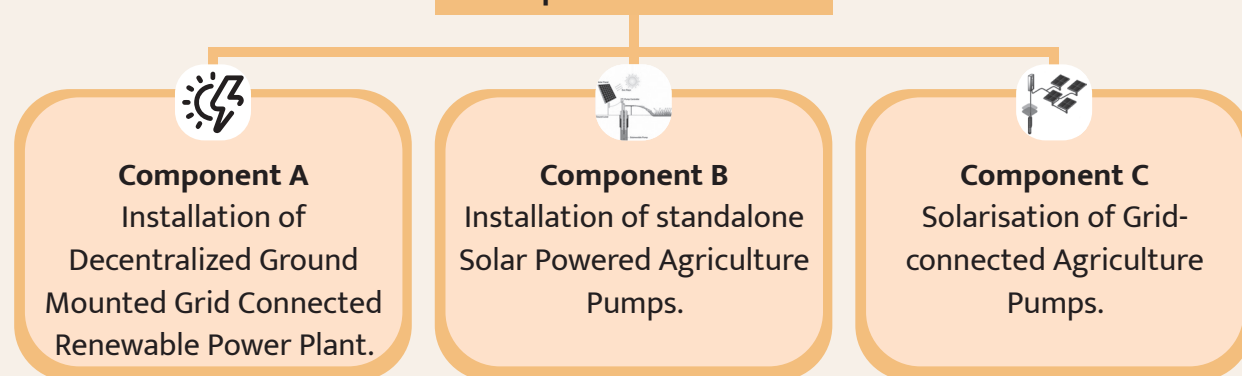 Component A
Installation of
Decentralized Ground
Mounted Grid Connected
Renewable Power Plant.
Component B
Installation of standalone
Solar Powered Agriculture
Pumps.
Component C
Solarisation of Grid-
connected Agriculture
Pumps.